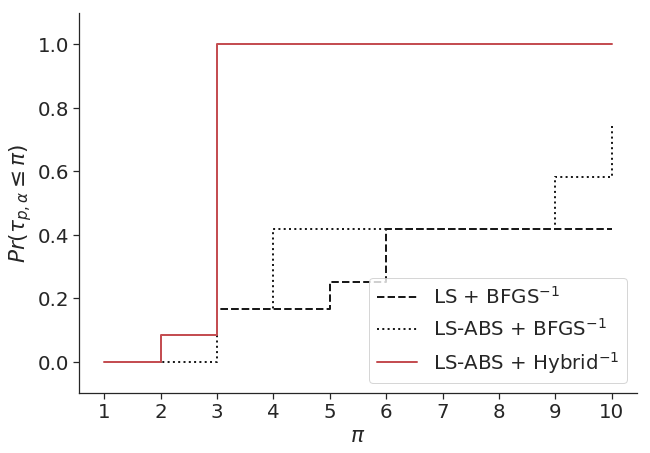 1.0
0.8
0.6
0.4
0.2
0.0
Pr(τp,α ≤ π)
1 2 3 4 5 6 7 8 9 10
π
LS + BFGS⁻¹
LS-ABS + BFGS⁻¹
LS-ABS + Hybrid⁻¹